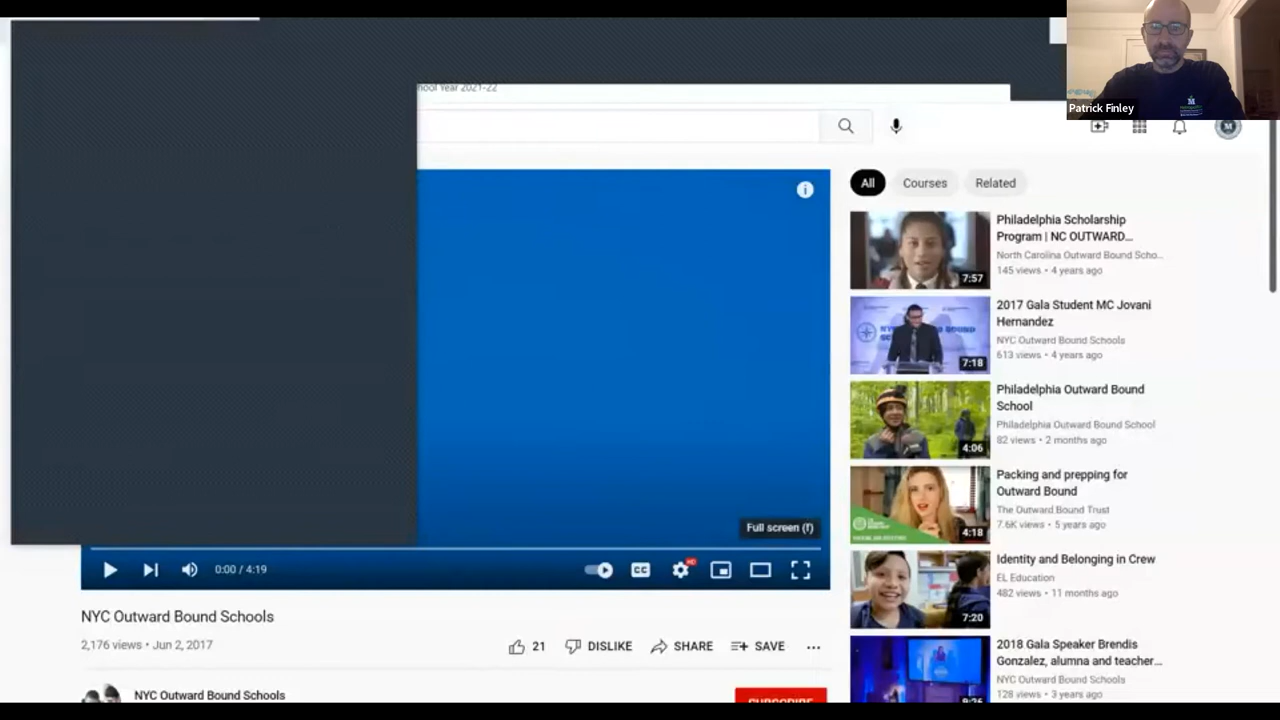 Patrick Finley
hool Year 2021-22
All
Courses
Related
Philadelphia Scholarship
Program | NC OUTWARD...
North Carolina Outward Bound Scho...
145 views • 4 years ago
7:57
2017 Gala Student MC Jovani
Hernandez
NYC Outward Bound Schools
613 views • 4 years ago
7:18
Philadelphia Outward Bound
School
Philadelphia Outward Bound School
82 views • 2 months ago
4:06
Packing and prepping for
Outward Bound
The Outward Bound Trust
7.6K views • 5 years ago
4:18
Identity and Belonging in Crew
EL Education
482 views • 11 months ago
7:20
2018 Gala Speaker Brendis
Gonzalez, alumna and teacher...
NYC Outward Bound Schools
128 views • 3 years ago
Full screen (f)
0:00 / 4:19
CC
HD
NYC Outward Bound Schools
2,176 views • Jun 2, 2017
21
DISLIKE
SHARE
SAVE
NYC Outward Bound Schools
SUBSCRIBE